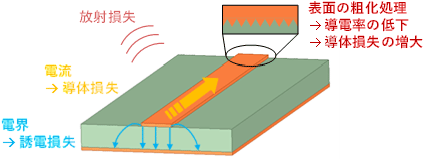 放射損失
表面の粗化処理
→ 導電率の低下
→ 導体損失の増大
電流
→ 導体損失
電界
→ 誘電損失